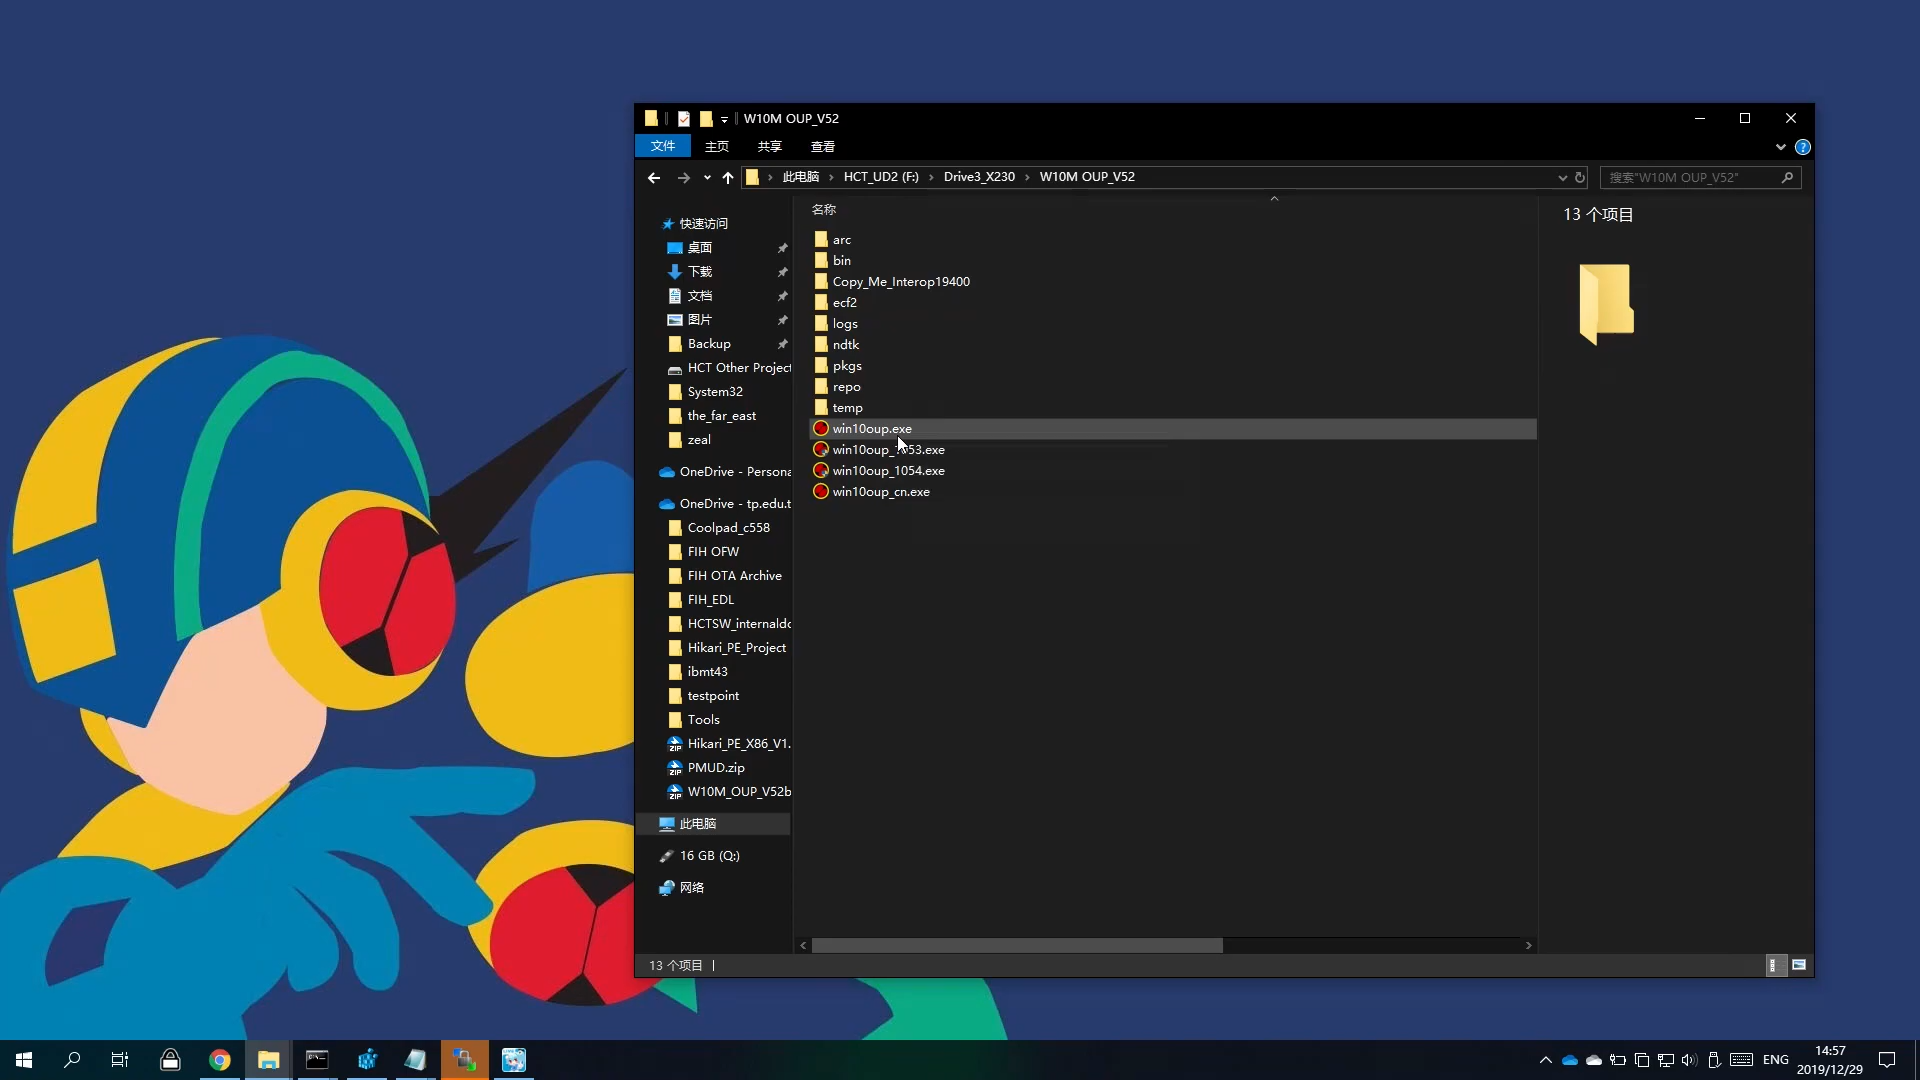 W10M OUP_V52
文件 主页 共享 查看
此电脑 HCT_UD2 (F:) Drive3_X230 W10M OUP_V52
搜索"W10M OUP_V52"
快速访问
桌面
下载
文档
图片
Backup
HCT Other Project
System32
the_far_east
zeal
OneDrive - Persona
OneDrive - tp.edu.t
Coolpad_c558
FIH OFW
FIH OTA Archive
FIH_EDL
HCTSW_internaldo
Hikari_PE_Project
ibmt43
testpoint
Tools
Hikari_PE_X86_V1.
PMUD.zip
W10M_OUP_V52b
此电脑
16 GB (Q:)
网络
名称
arc
bin
Copy_Me_Interop19400
ecf2
logs
ndtk
pkgs
repo
temp
win10oup.exe
win10oup_1053.exe
win10oup_1054.exe
win10oup_cn.exe
13 个项目
13 个项目
ENG
14:57
2019/12/29